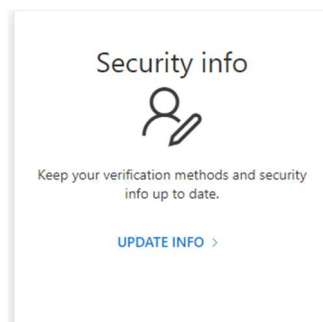 Security info
Keep your verification methods and security
info up to date.
UPDATE INFO >